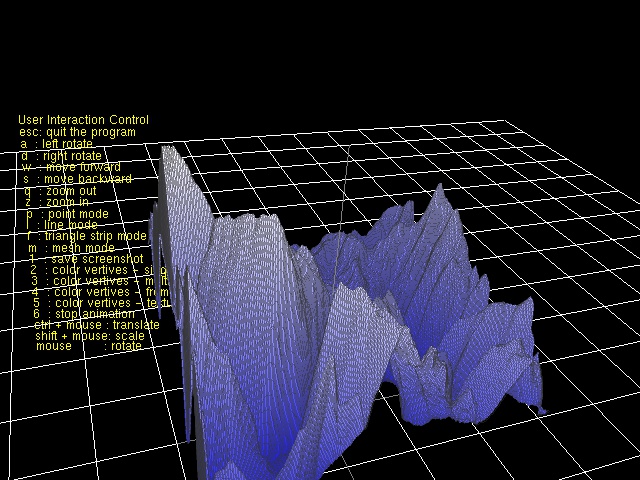 User Interaction Control
esc: quit the program
a : left rotate
d : right rotate
w : move forward
s : move backward
q : zoom out
z : zoom in
p : point mode
l : line mode
r : triangle strip mode
m : mesh mode
1 : save screenshot
2 : color vertives -
3 : color vertives -
4 : color vertives -
5 : color vertives -
6 : stop animation
ctrl + mouse : translate
shift + mouse: scale
mouse : rotate